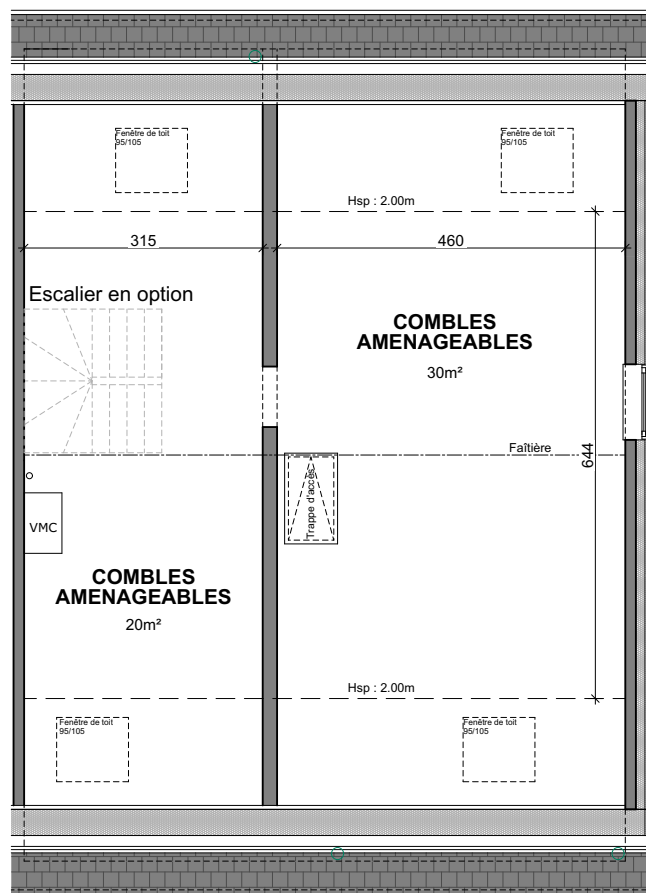 Fenêtre de toit
95/105
Fenêtre de toit
95/105
Hsp : 2.00m
315
460
Escalier en option
COMBLES
AMENAGEABLES
30m²
Faîtière
644
Trappe d'accès
VMC
COMBLES
AMENAGEABLES
20m²
Hsp : 2.00m
Fenêtre de toit
95/105
Fenêtre de toit
95/105